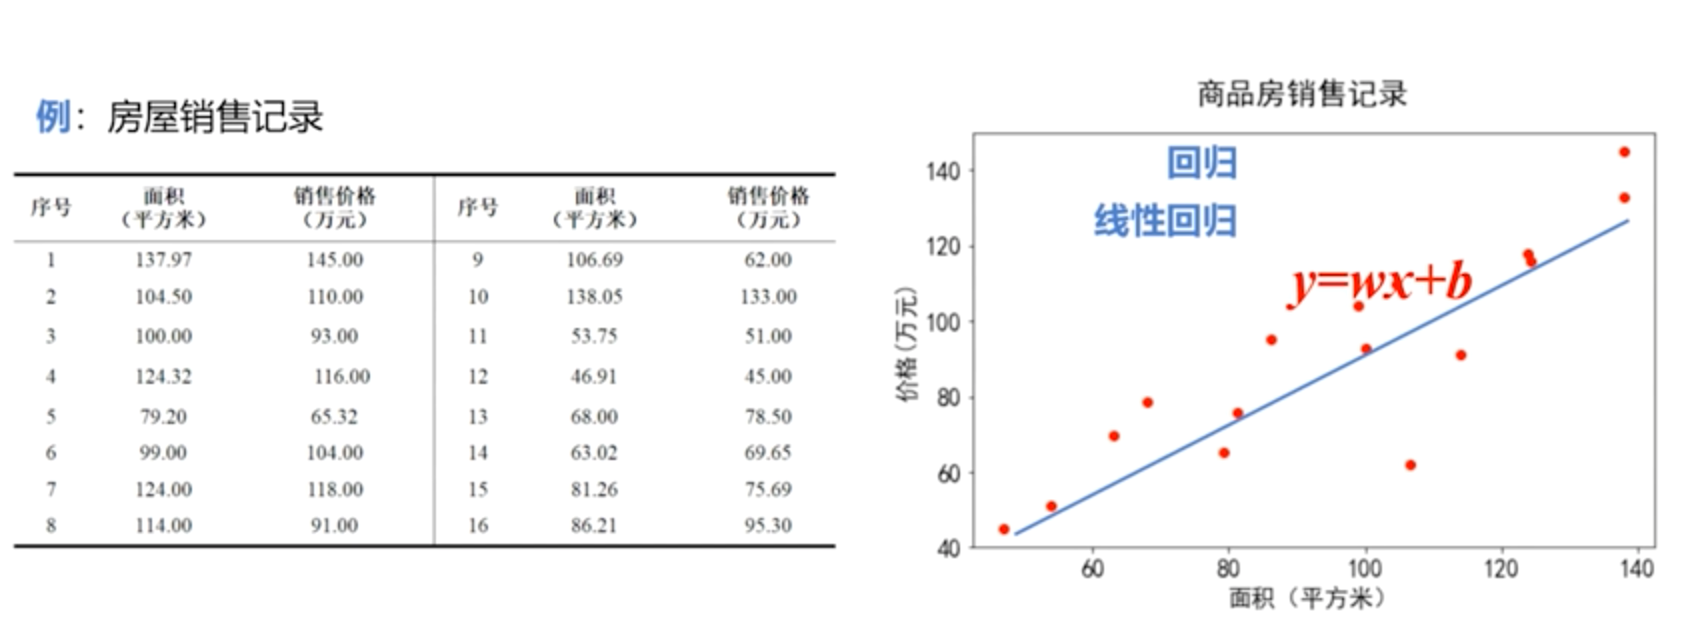 例：房屋销售记录
序号 面积（平方米） 销售价格（万元） 序号 面积（平方米） 销售价格（万元）
1 137.97 145.00 9 106.69 62.00
2 104.50 110.00 10 138.05 133.00
3 100.00 93.00 11 53.75 51.00
4 124.32 116.00 12 46.91 45.00
5 79.20 65.32 13 68.00 78.50
6 99.00 104.00 14 63.02 69.65
7 124.00 118.00 15 81.26 75.69
8 114.00 91.00 16 86.21 95.30
商品房销售记录
回归
线性回归
y=wx+b
价格(万元)
140
120
100
80
60
40
60 80 100 120 140
面积（平方米）